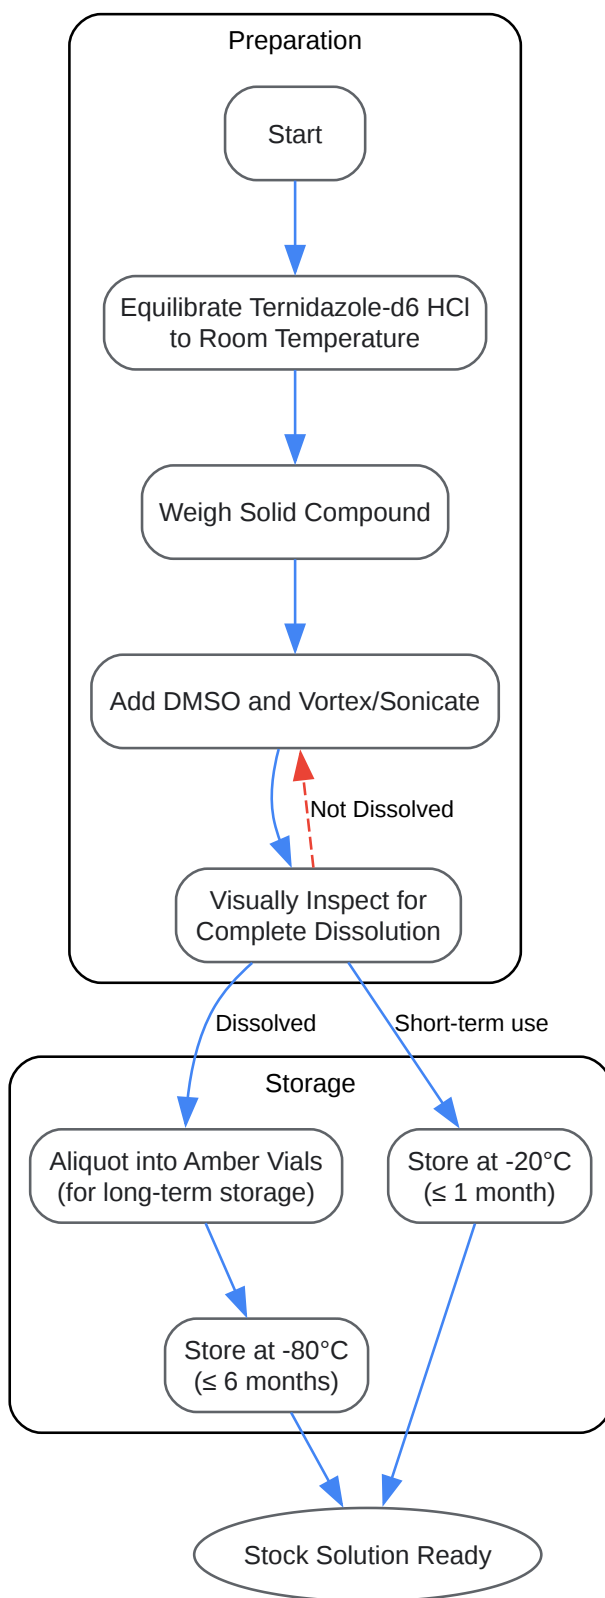 Preparation
Start
Equilibrate Ternidazole-d6 HCl
to Room Temperature
Weigh Solid Compound
Add DMSO and Vortex/Sonicate
Not Dissolved
Visually Inspect for
Complete Dissolution
Dissolved
Short-term use
Storage
Aliquot into Amber Vials
(for long-term storage)
Store at -20°C
(≤ 1 month)
Store at -80°C
(≤ 6 months)
Stock Solution Ready